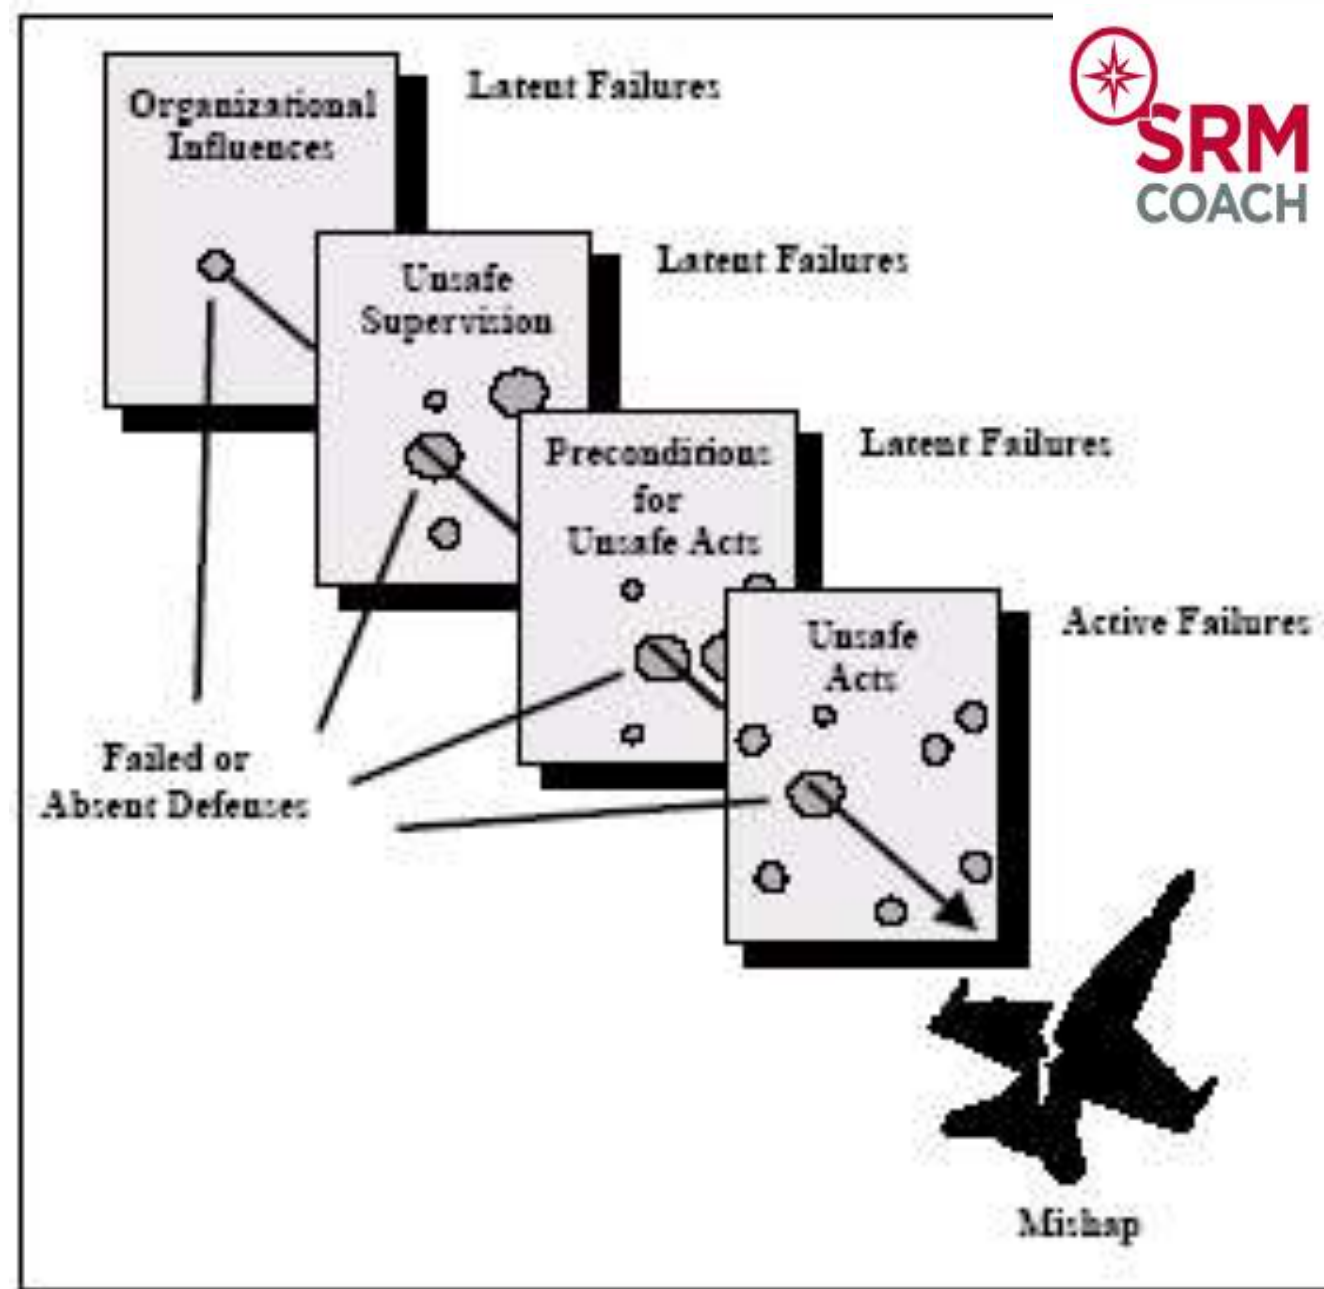 SRM
COACH
Organizational
Influences
Latent Failures
Unsafe
Supervision
Latent Failures
Preconditions
for
Unsafe Acts
Latent Failures
Unsafe
Acts
Active Failures
Failed or
Absent Defenses
Mishap